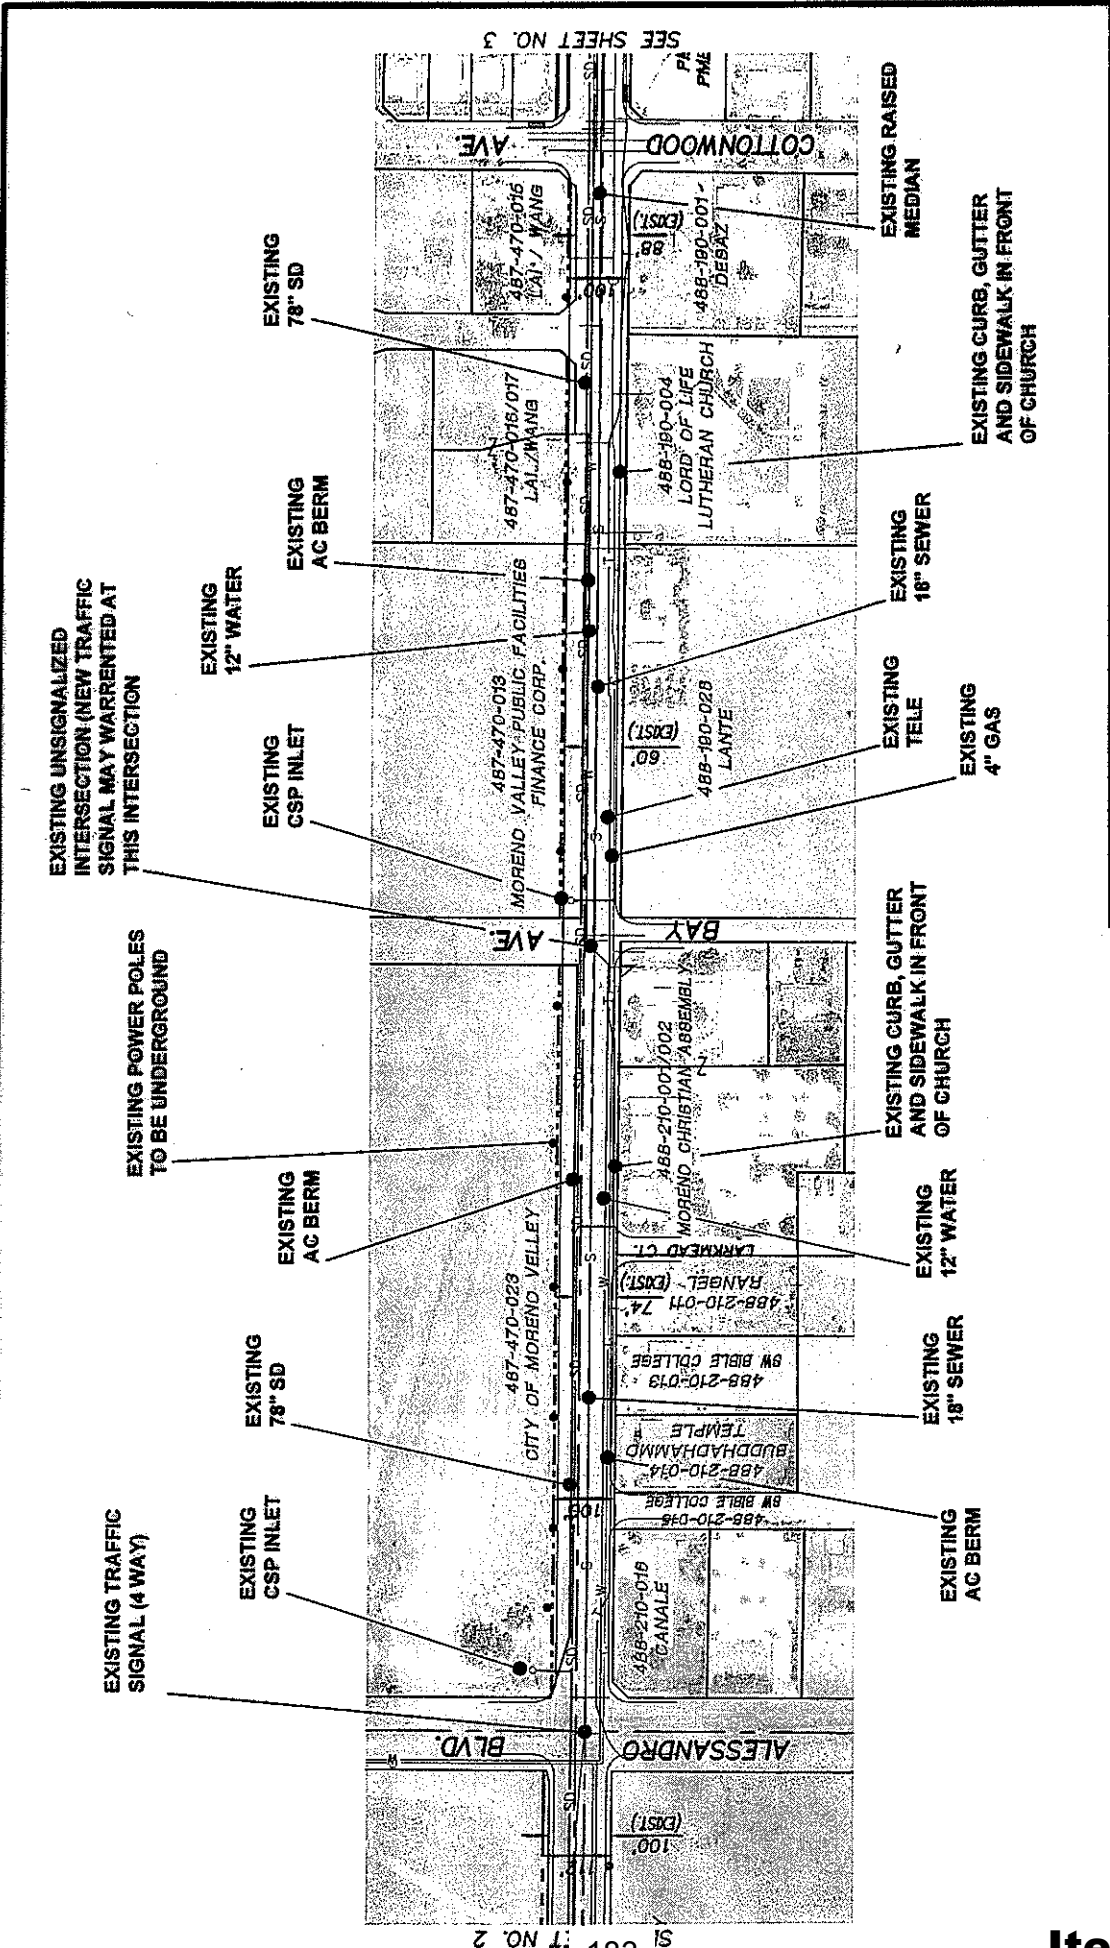 SEE SHEET NO. 3
EXISTING UNSIGNALIZED
INTERSECTION (NEW TRAFFIC
SIGNAL MAY WARRENTED AT
THIS INTERSECTION
EXISTING POWER POLES
TO BE UNDERGROUND
EXISTING TRAFFIC
SIGNAL (4 WAY)
EXISTING
CSP INLET
EXISTING
78" SD
EXISTING
AC BERM
EXISTING
CSP INLET
EXISTING
12" WATER
EXISTING
AC BERM
EXISTING
78" SD
BLVD.
ALESSANDRO
100'
(EXIST.)
487-470-023
CITY OF MORENO VELLEY
AVE.
BAY
487-470-013
MORENO VALLEY PUBLIC FACILITIES
FINANCE CORP.
487-470-016/017
LAI./WANG
487-470-015
LAI / WANG
AVE.
COTTONWOOD
488-210-016
CANALE
488-210-015
SW BIBLE COLLEGE
488-210-014
BUDDHADHAMMO
TEMPLE
488-210-013
SW BIBLE COLLEGE
488-210-011
RANGEL
74'
(EXIST.)
LARKMEAD CT.
488-210-001/002
MORENO CHRISTIAN ASSEMBLY
60'
(EXIST.)
488-190-028
LANTE
488-190-004
LORD OF LIFE
LUTHERAN CHURCH
88'
(EXIST.)
488-190-001
DEBAZ
100'
100'
EXISTING
AC BERM
EXISTING
18" SEWER
EXISTING
12" WATER
EXISTING CURB, GUTTER
AND SIDEWALK IN FRONT
OF CHURCH
EXISTING
4" GAS
EXISTING
TELE
EXISTING
18" SEWER
EXISTING CURB, GUTTER
AND SIDEWALK IN FRONT
OF CHURCH
EXISTING RAISED
MEDIAN
NO. 2